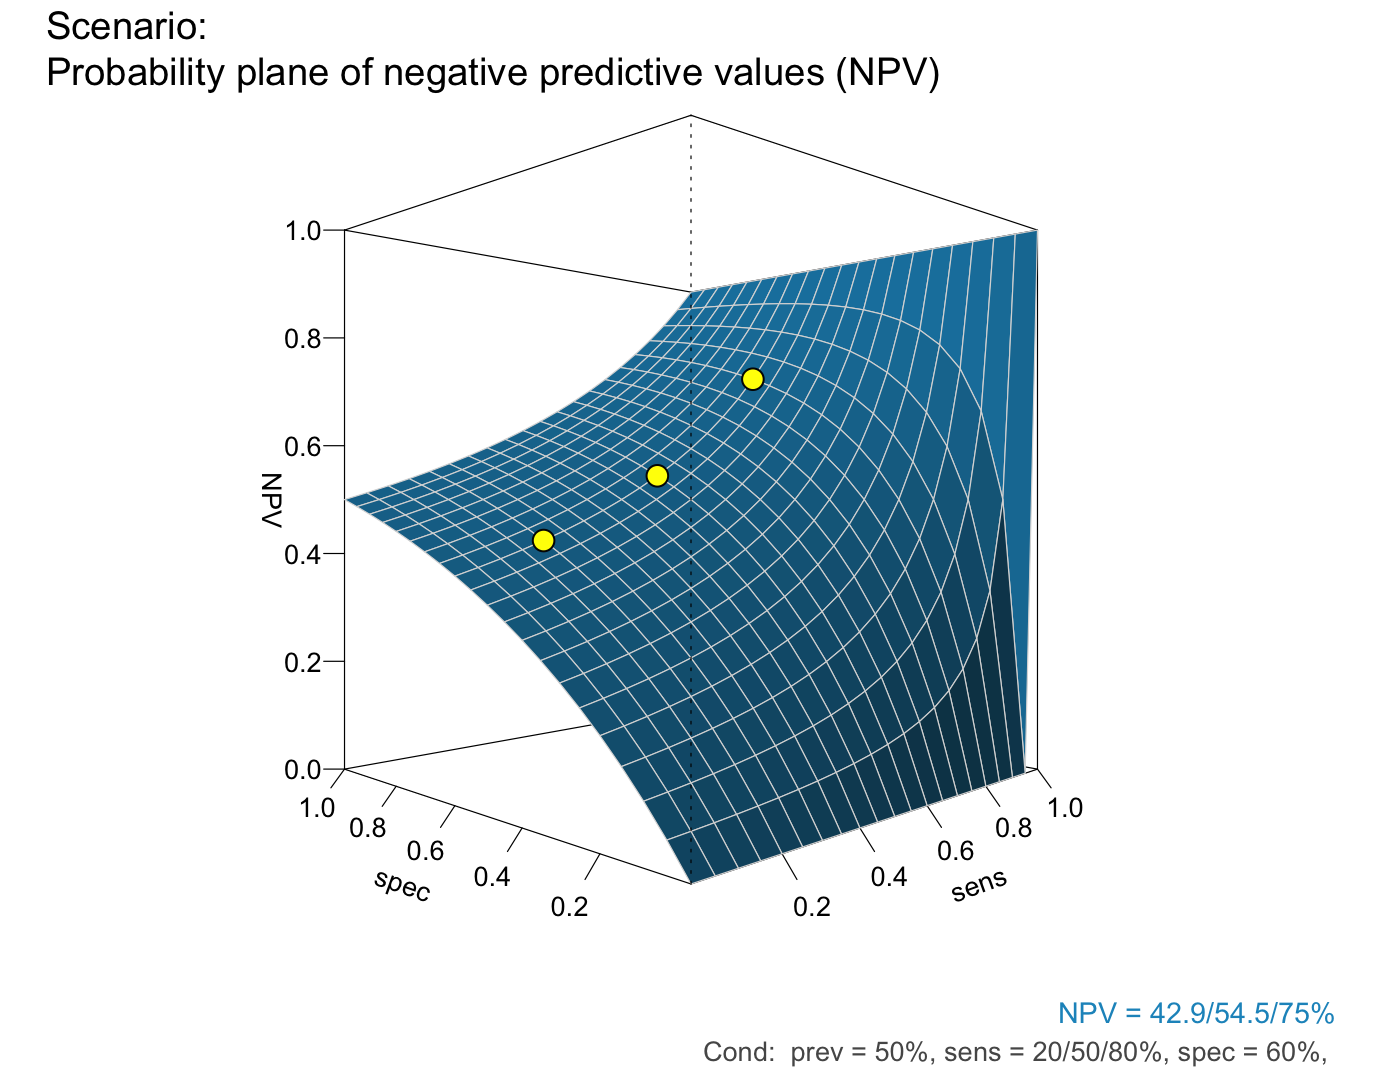 Scenario:
Probability plane of negative predictive values (NPV)
1.0
0.8
0.6
0.4
0.2
0.0
NPV
1.0
0.8
0.6
0.4
0.2
spec
0.2
0.4
0.6
0.8
1.0
sens
NPV = 42.9/54.5/75%
Cond:  prev = 50%, sens = 20/50/80%, spec = 60%,